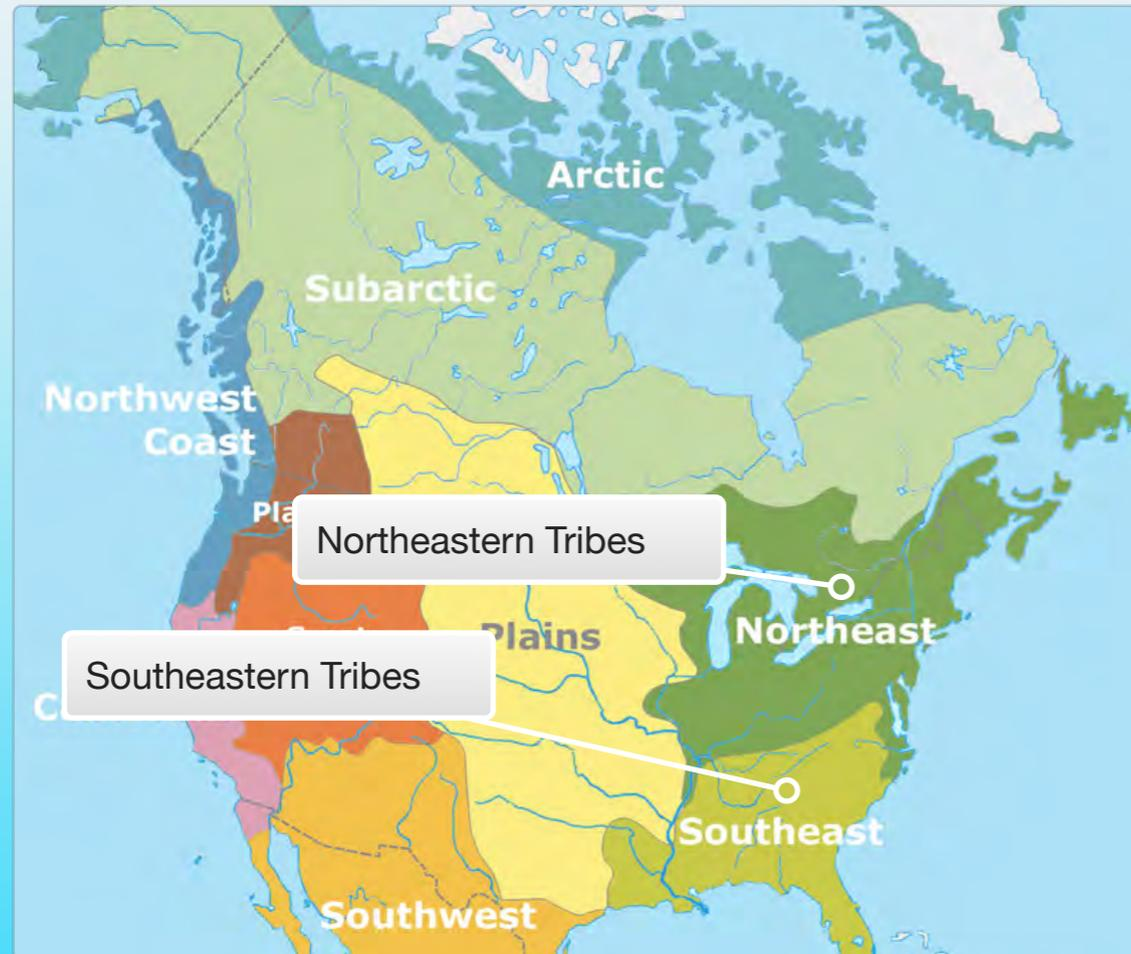 Arctic
Subarctic
Northwest
Coast
Northeastern Tribes
Plains
Northeast
Southeastern Tribes
Southeast
Southwest